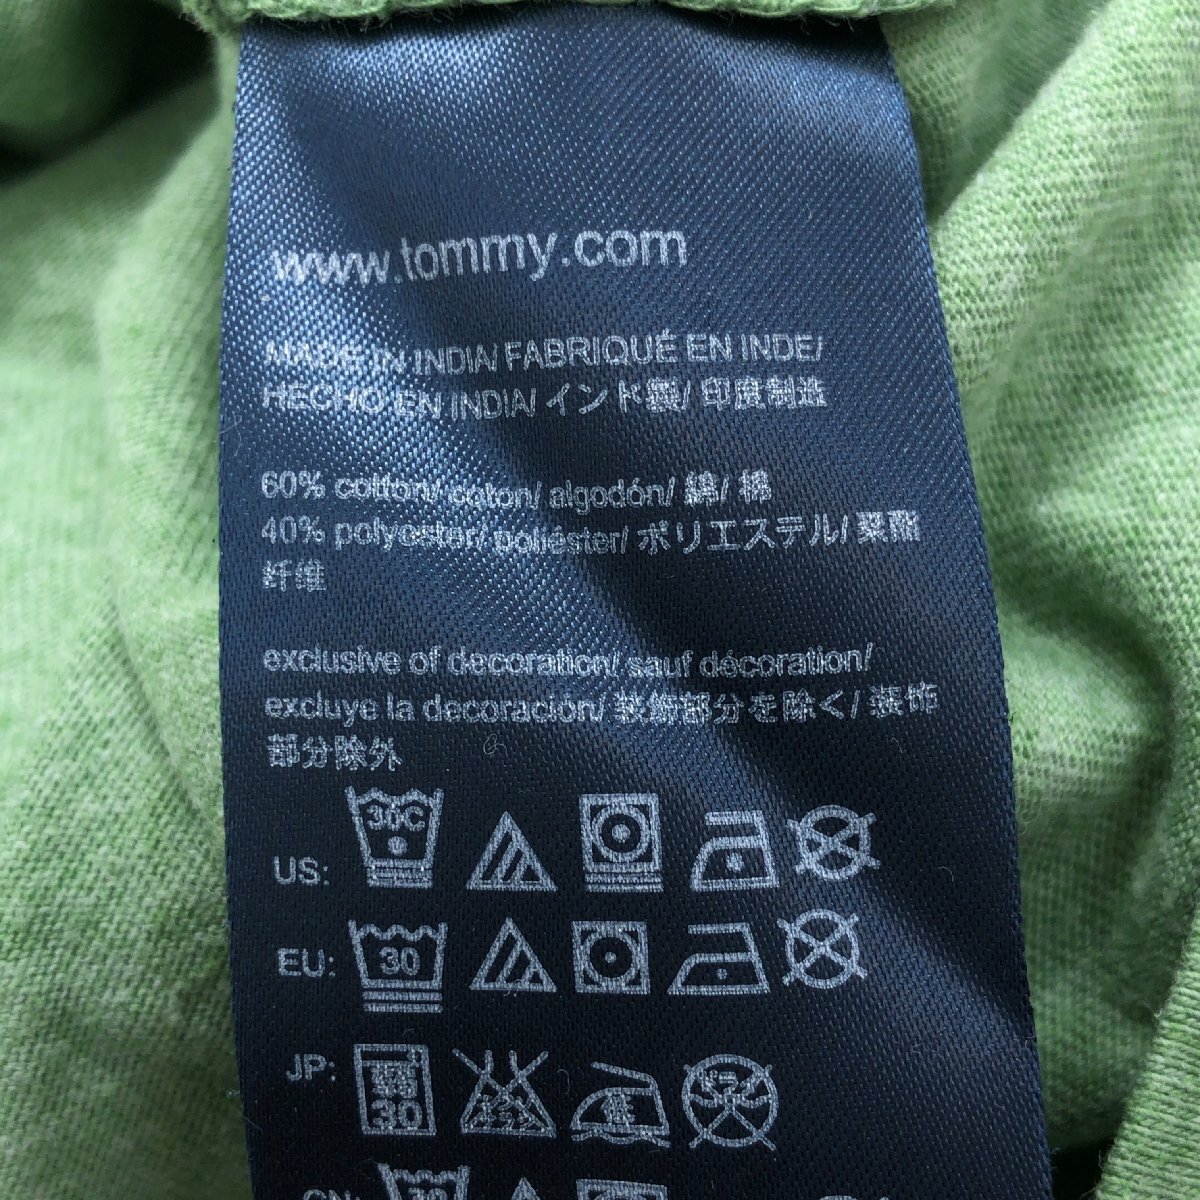 www.tommy.com
MADE IN INDIA/ FABRIQUÉ EN INDE/
HECHO EN INDIA/ インド製/ 印度制造
60% cotton/ coton/ algodón/ 綿/ 棉
40% polyester/ poliéster/ ポリエステル/ 聚酯
纤维
exclusive of decoration/ sauf décoration/
excluye la decoración/ 装飾部分を除く/ 装饰
部分除外
US: 30C
EU: 30
JP: 30
CN: 30